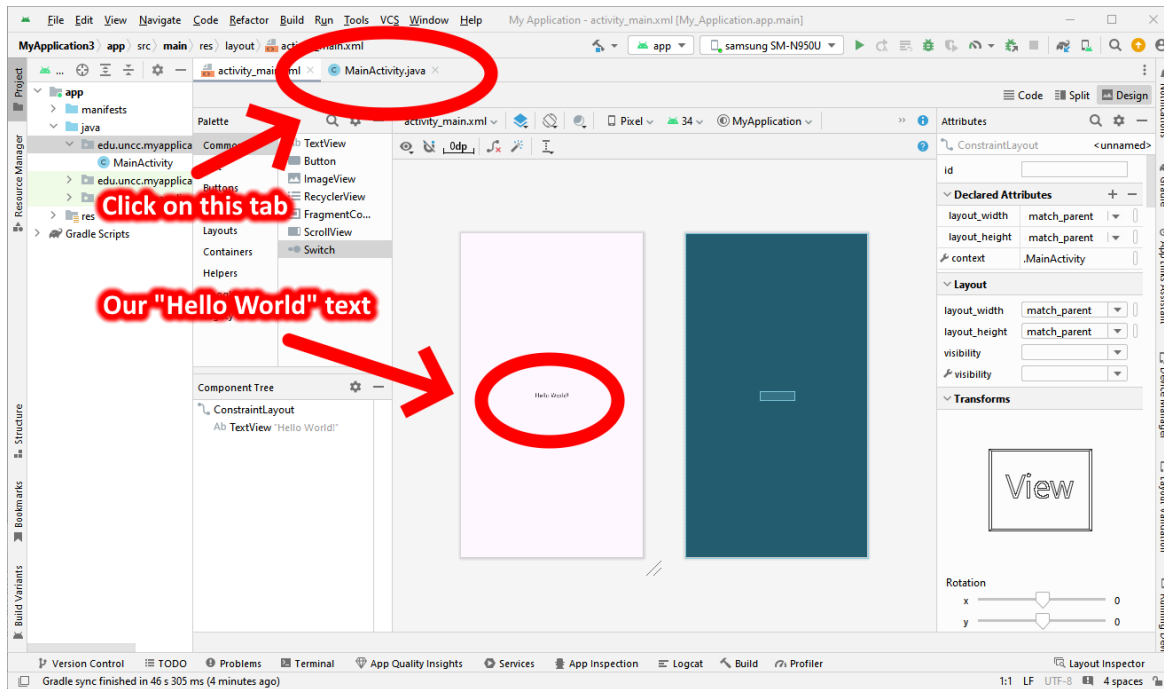 File Edit View Navigate Code Refactor Build Run Tools VCS Window Help My Application - activity_main.xml [My_Application.app.main]
MyApplication3 app src main res layout activity_main.xml app samsung SM-N950U
Project
Resource Manager
Structure
Bookmarks
Build Variants
app
manifests
java
edu.uncc.myapplica
MainActivity
edu.uncc.myapplica
res
Gradle Scripts
activity_main.xml MainActivity.java
Code Split Design
Palette
TextView
Button
Buttons
ImageView
RecyclerView
FragmentCo...
Layouts
ScrollView
Containers
Switch
Helpers
Click on this tab
Our "Hello World" text
Component Tree
ConstraintLayout
Ab TextView "Hello World!"
activity_main.xml Pixel 34 MyApplication
0dp
Hello World!
Attributes
ConstraintLayout <unnamed>
id
Declared Attributes
layout_width match_parent
layout_height match_parent
context .MainActivity
Layout
layout_width match_parent
layout_height match_parent
visibility
visibility
Transforms
View
Rotation
x 0
y 0
Version Control TODO Problems Terminal App Quality Insights Services App Inspection Logcat Build Profiler Layout Inspector
Gradle sync finished in 46 s 305 ms (4 minutes ago) 1:1 LF UTF-8 4 spaces